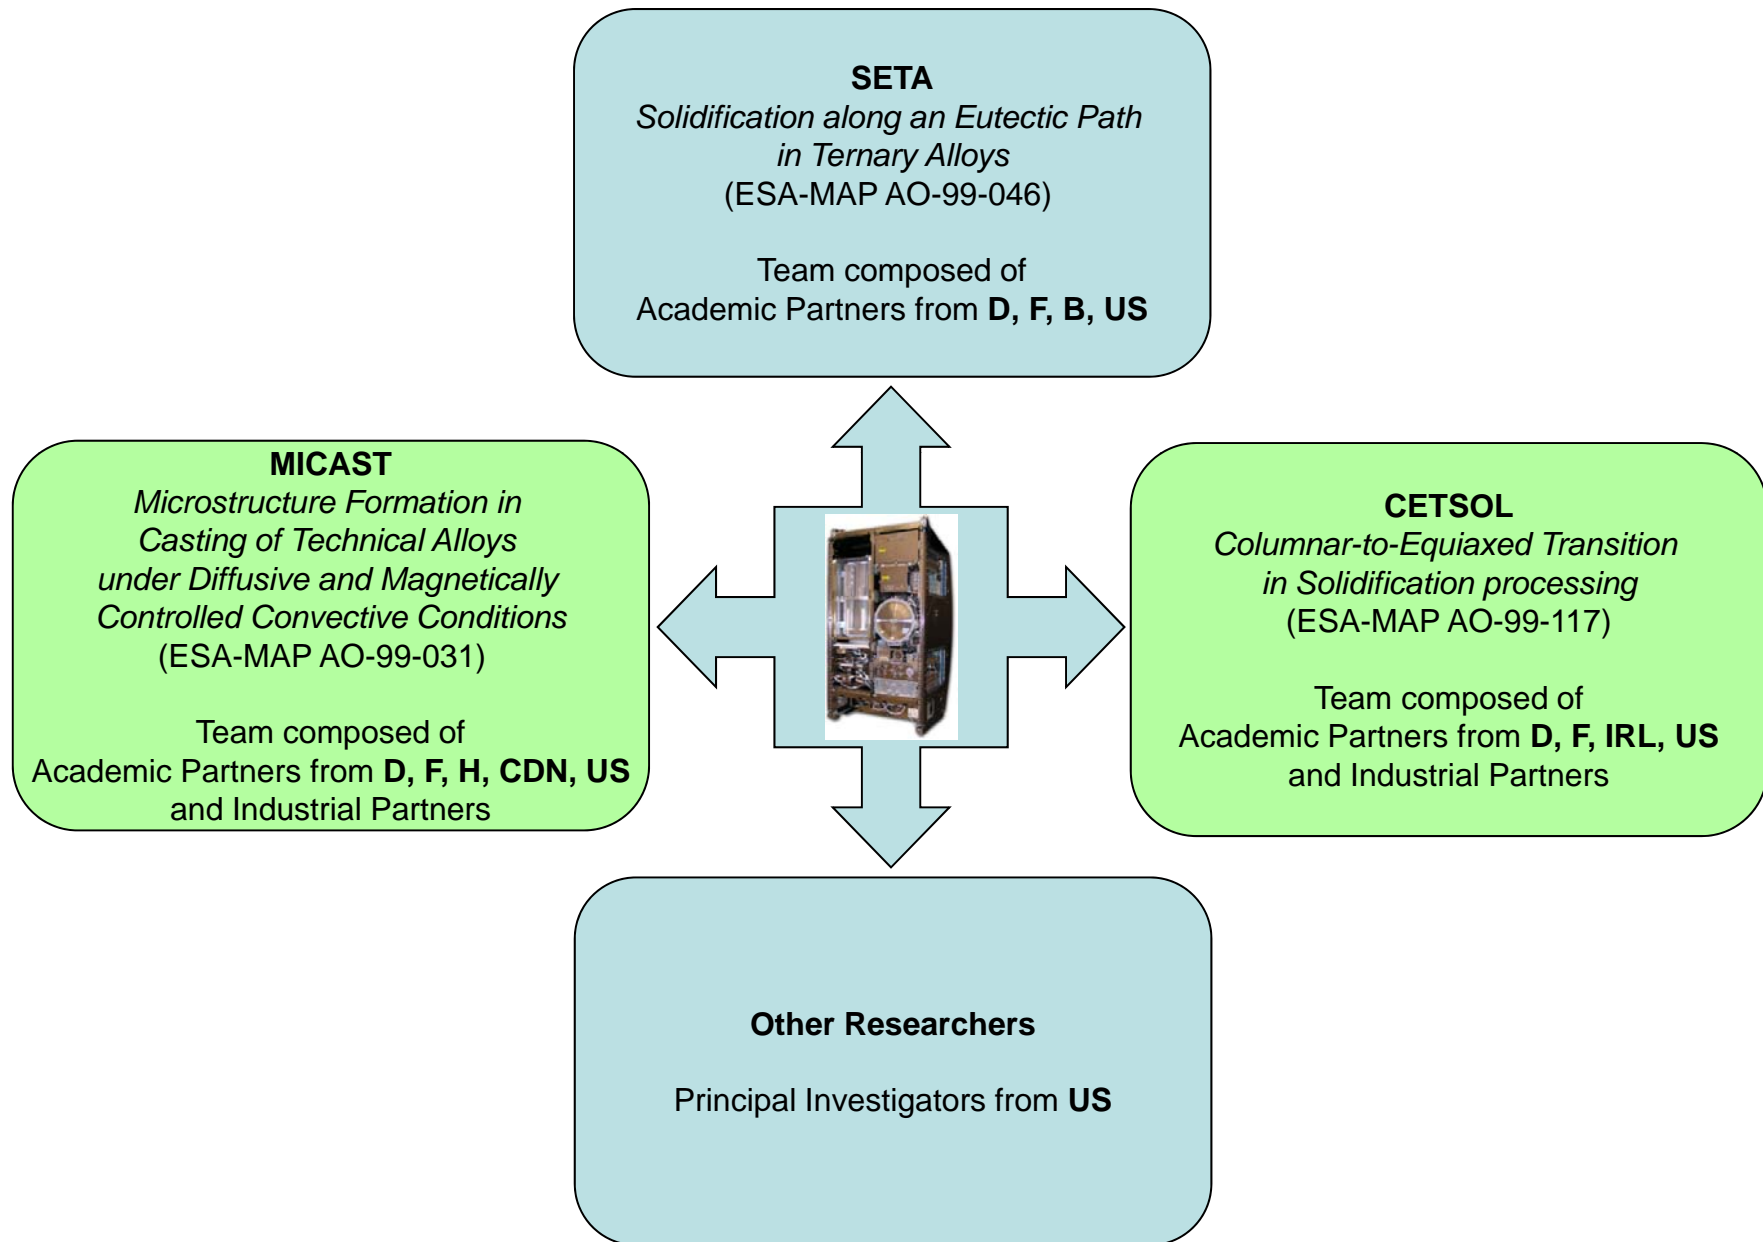 SETA
Solidification along an Eutectic Path
in Ternary Alloys
(ESA-MAP AO-99-046)
Team composed of
Academic Partners from D, F, B, US
MICAST
Microstructure Formation in
Casting of Technical Alloys
under Diffusive and Magnetically
Controlled Convective Conditions
(ESA-MAP AO-99-031)
Team composed of
Academic Partners from D, F, H, CDN, US
and Industrial Partners
CETSOL
Columnar-to-Equiaxed Transition
in Solidification processing
(ESA-MAP AO-99-117)
Team composed of
Academic Partners from D, F, IRL, US
and Industrial Partners
Other Researchers
Principal Investigators from US